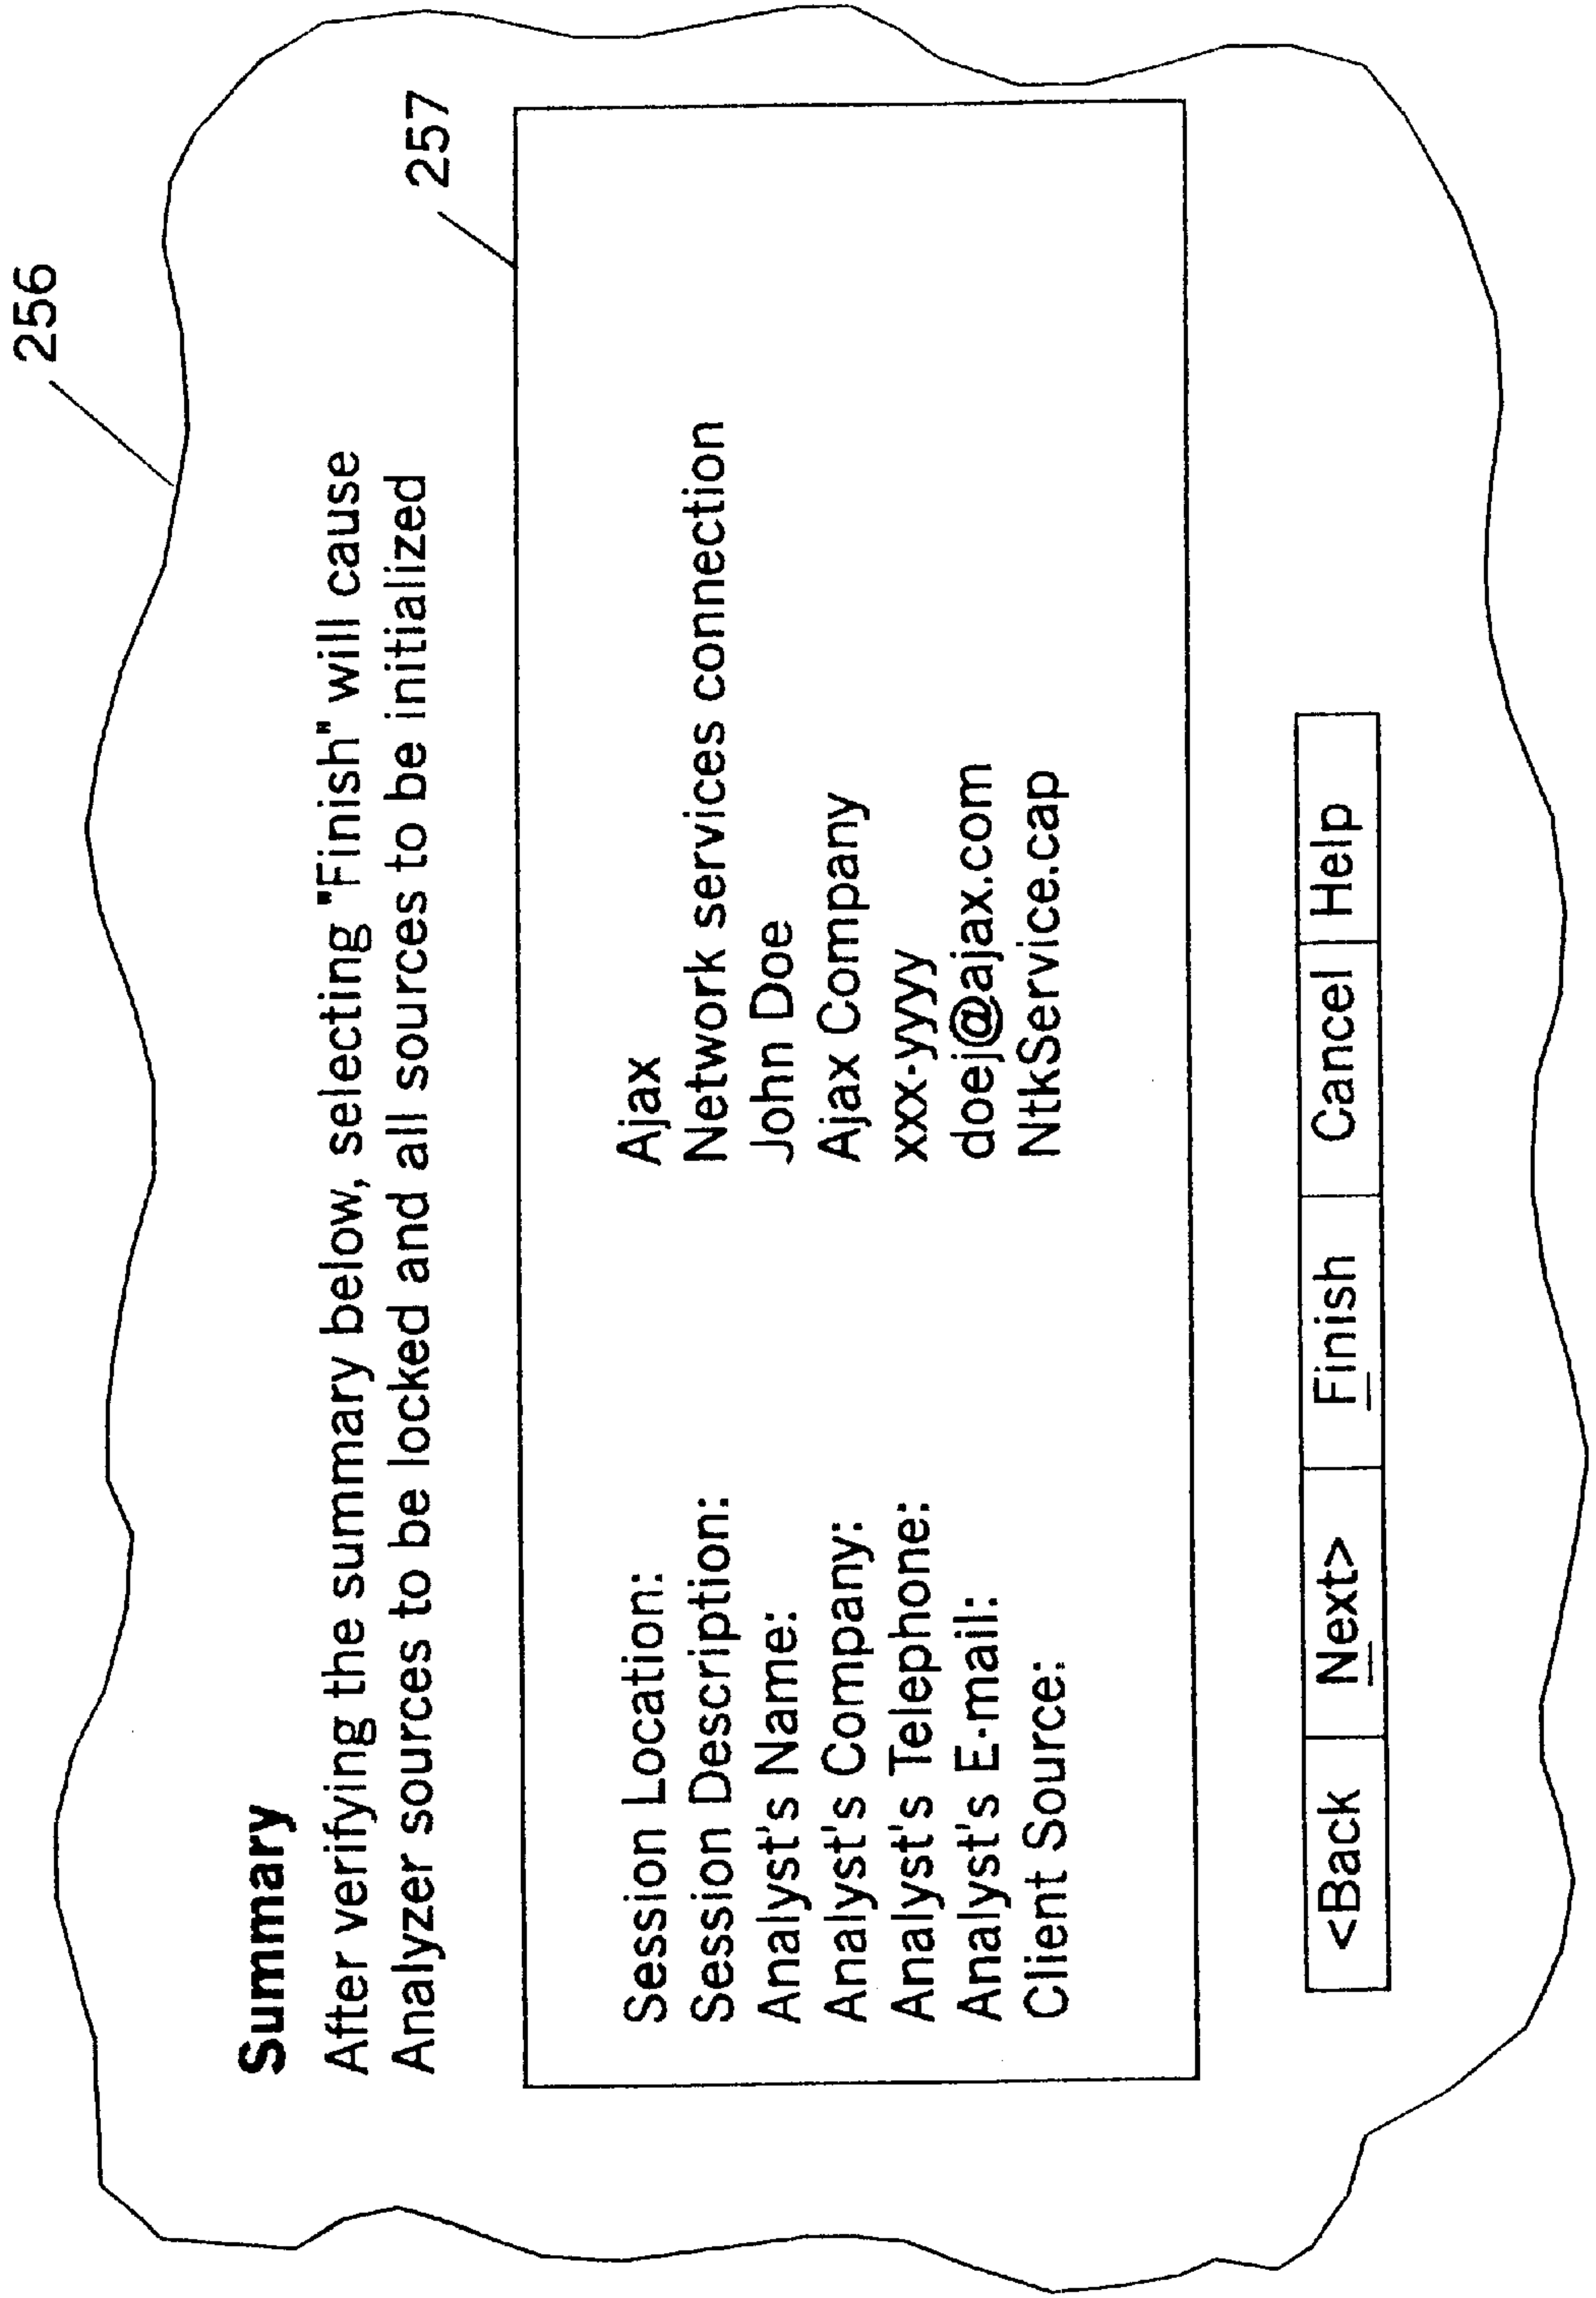 256
Summary
After verifying the summary below, selecting "Finish" will cause
Analyzer sources to be locked and all sources to be initialized
257
Session Location: Ajax
Session Description: Network services connection
Analyst's Name: John Doe
Analyst's Company: Ajax Company
Analyst's Telephone: xxx-yyyy
Analyst's E-mail: doej@ajax.com
Client Source: NtkService.cap
<Back Next> Finish Cancel Help